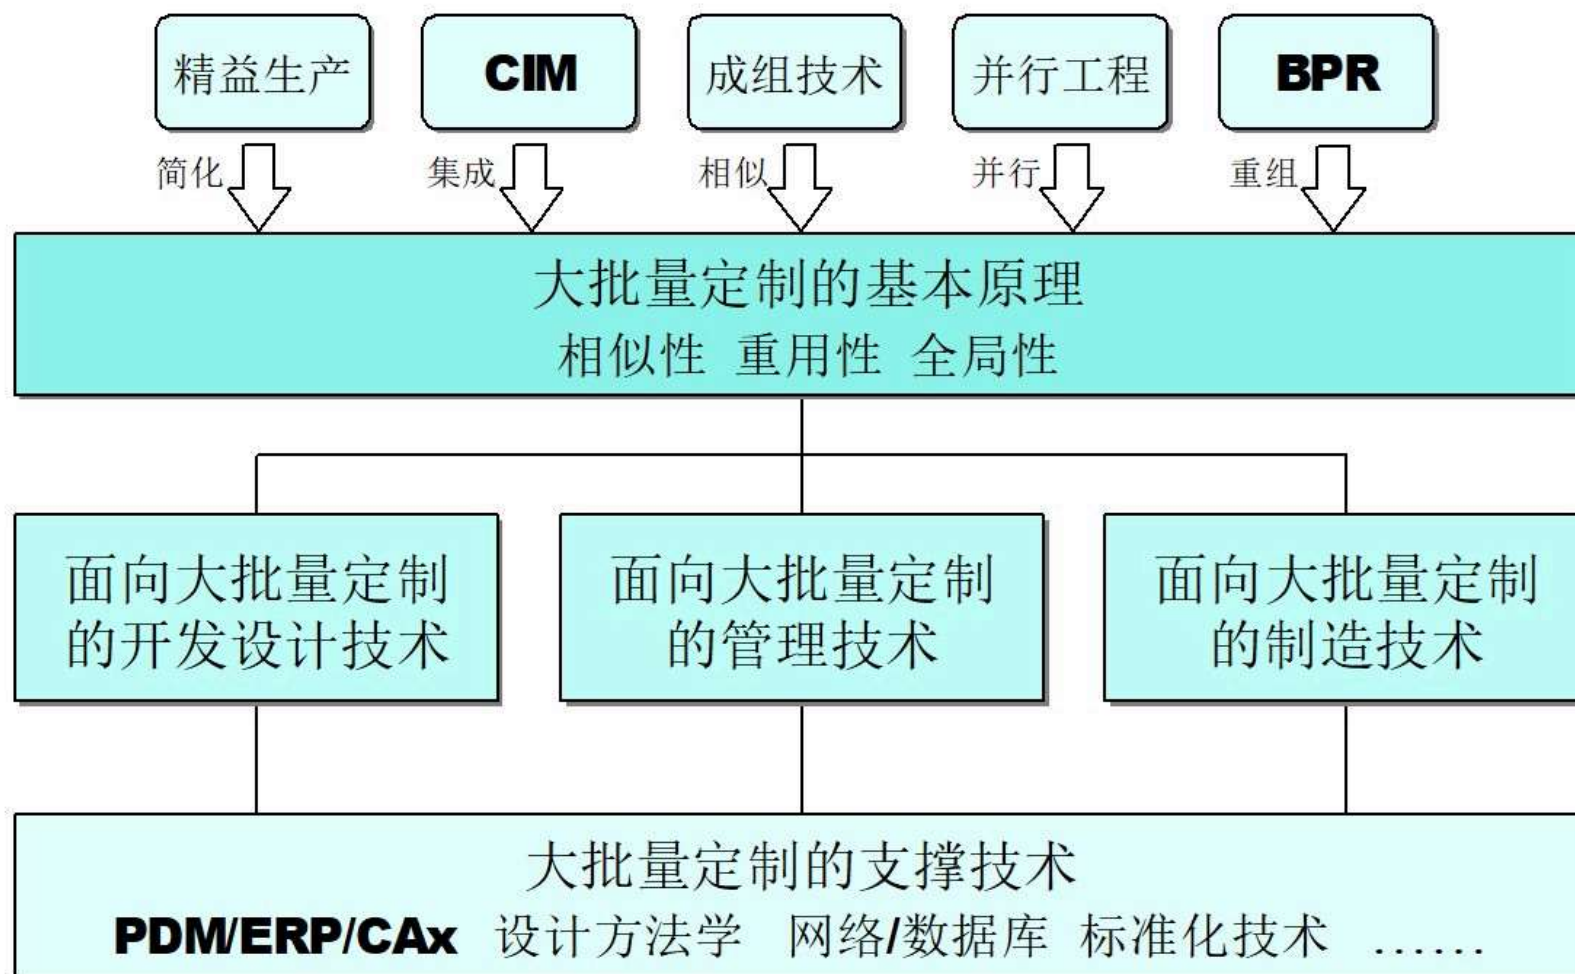 精益生产 CIM 成组技术 并行工程 BPR
简化 集成 相似 并行 重组
大批量定制的基本原理
相似性 重用性 全局性
面向大批量定制
的开发设计技术
面向大批量定制
的管理技术
面向大批量定制
的制造技术
大批量定制的支撑技术
PDM/ERP/CAx 设计方法学 网络/数据库 标准化技术 ……